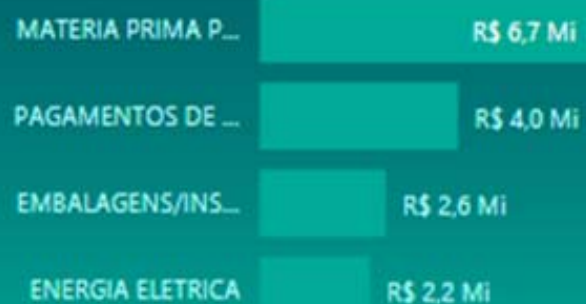 MATERIA PRIMA P... R$ 6,7 Mi
PAGAMENTOS DE ... R$ 4,0 Mi
EMBALAGENS/INS... R$ 2,6 Mi
ENERGIA ELETRICA R$ 2,2 Mi